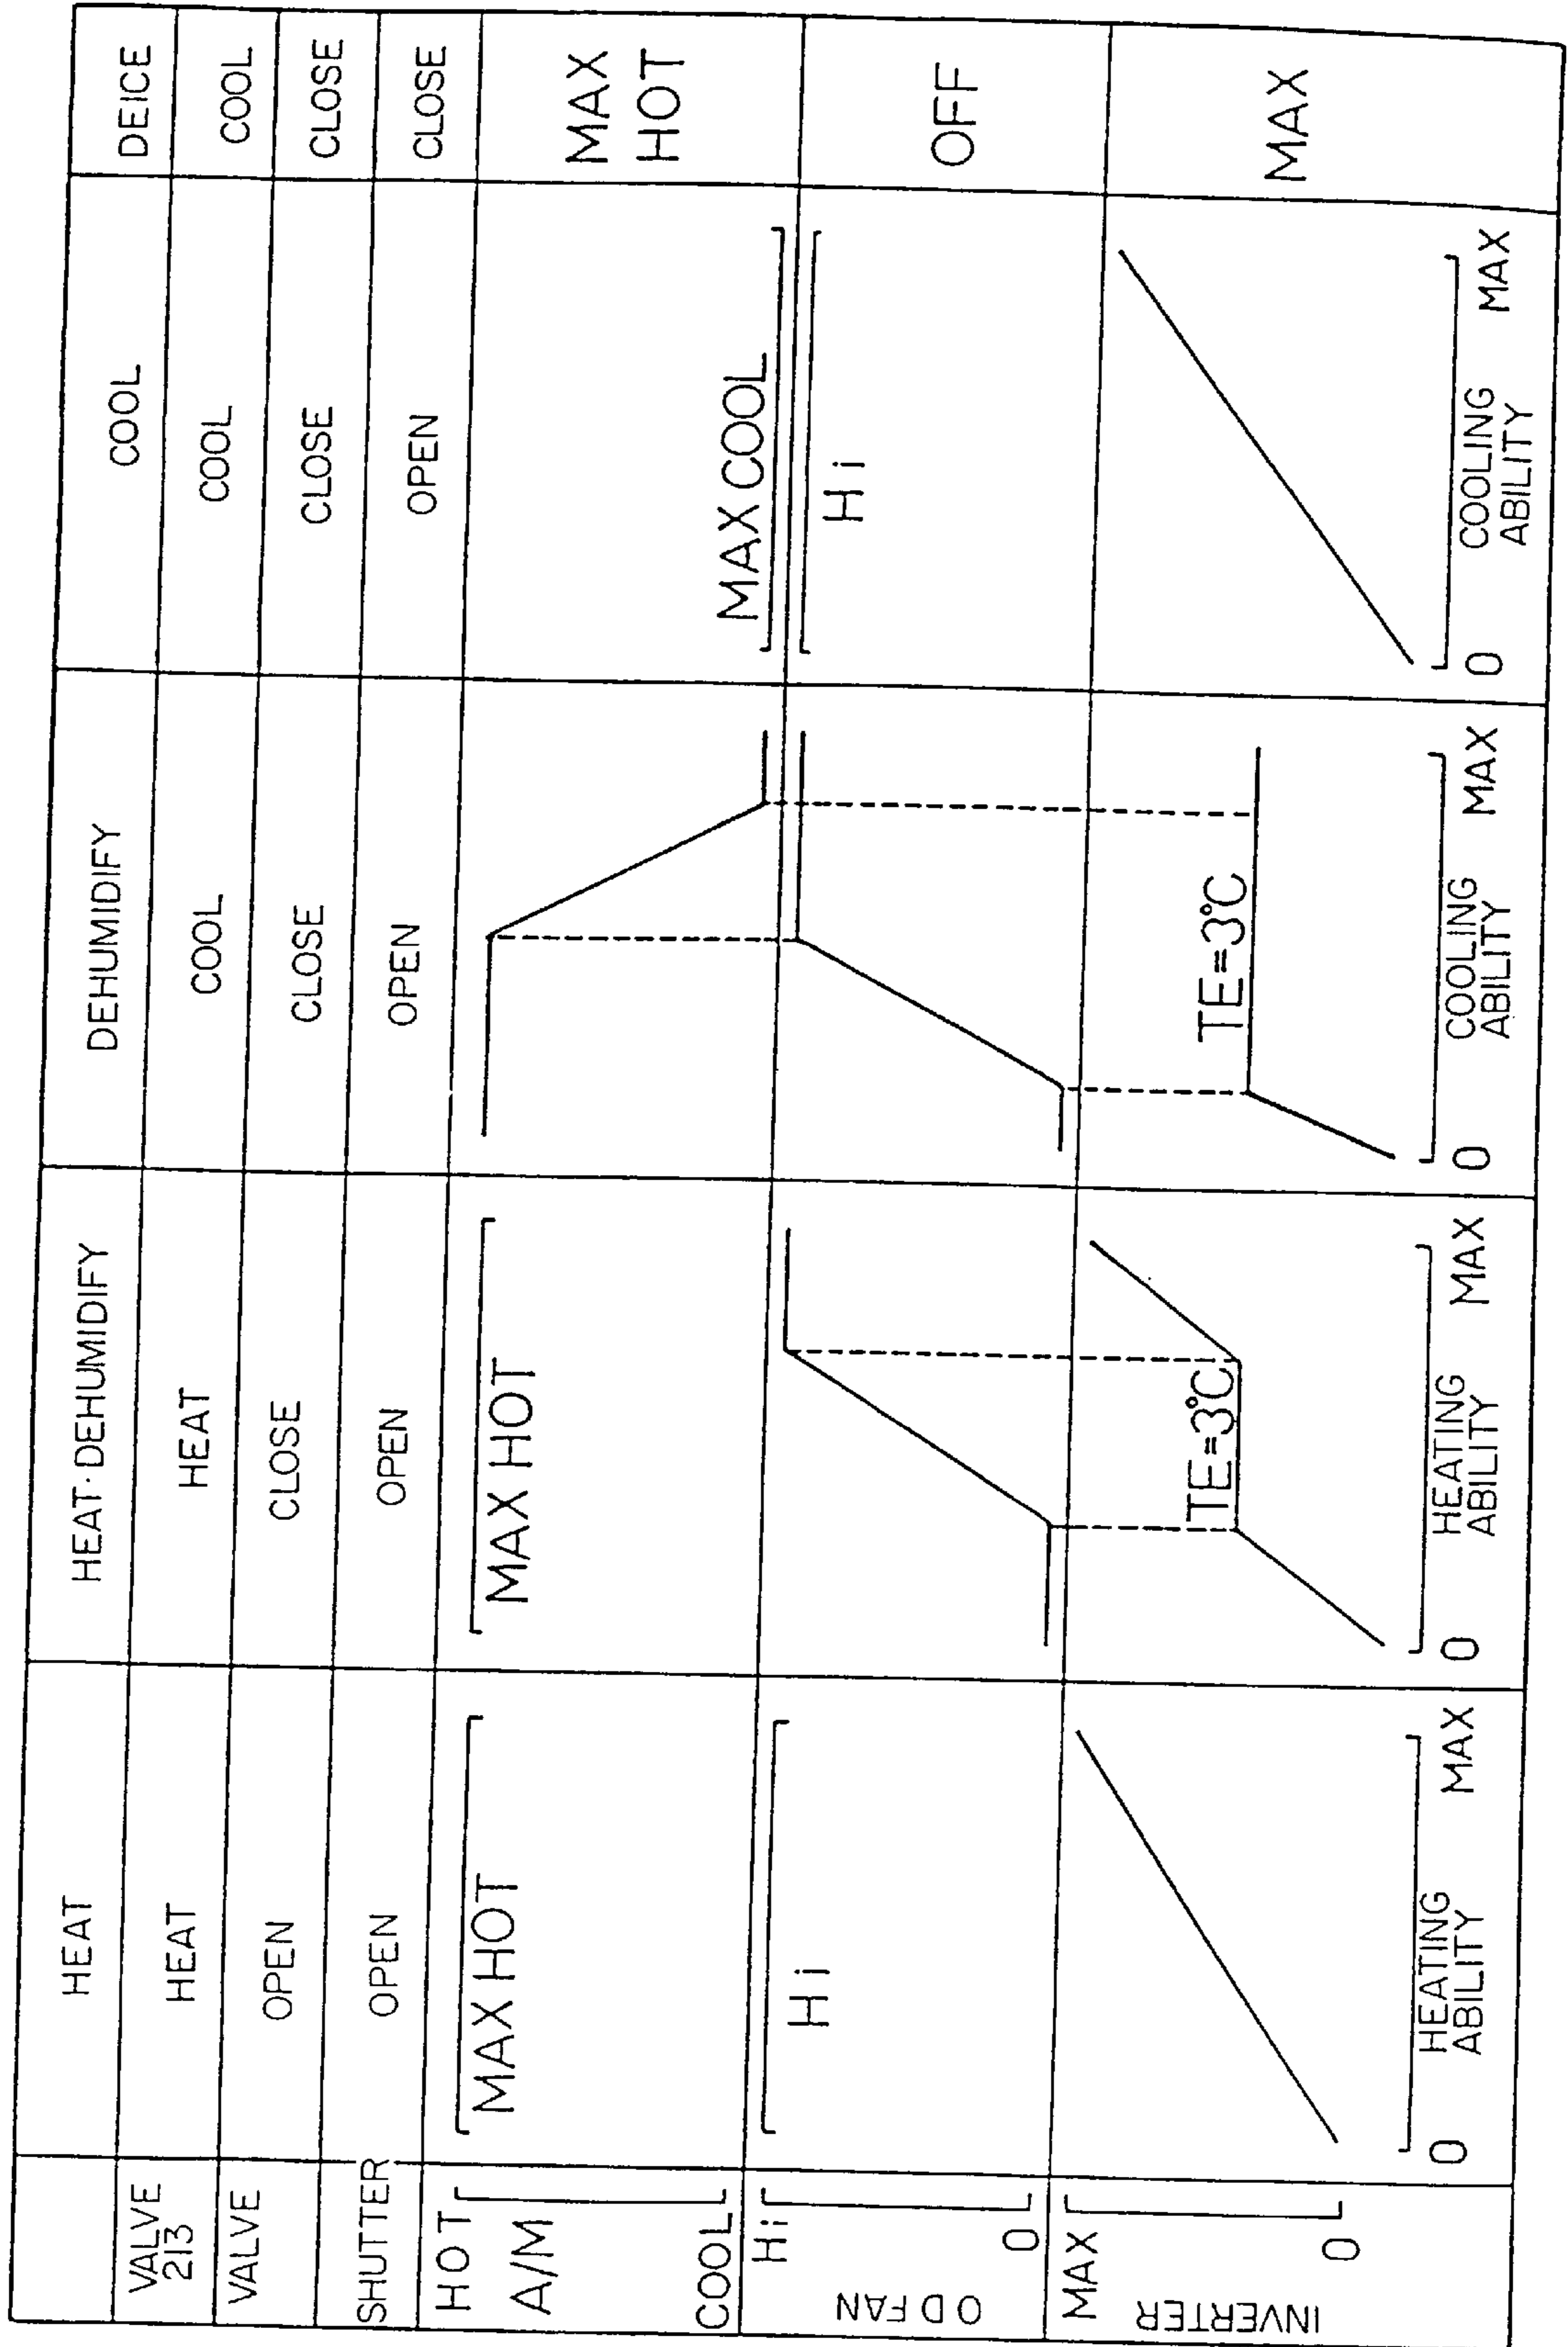 HEAT
HEAT·DEHUMIDIFY
DEHUMIDIFY
COOL
DEICE
VALVE
213
HEAT
HEAT
COOL
COOL
COOL
VALVE
OPEN
CLOSE
CLOSE
CLOSE
CLOSE
SHUTTER
OPEN
OPEN
OPEN
OPEN
CLOSE
HOT
A/M
COOL
MAX HOT
MAX HOT
MAX COOL
MAX
HOT
Hi
OD FAN
0
Hi
Hi
OFF
MAX
INVERTER
0
TE=3°C
TE=3°C
MAX
0
HEATING
ABILITY
MAX
0
HEATING
ABILITY
MAX
0
COOLING
ABILITY
MAX
0
COOLING
ABILITY
MAX